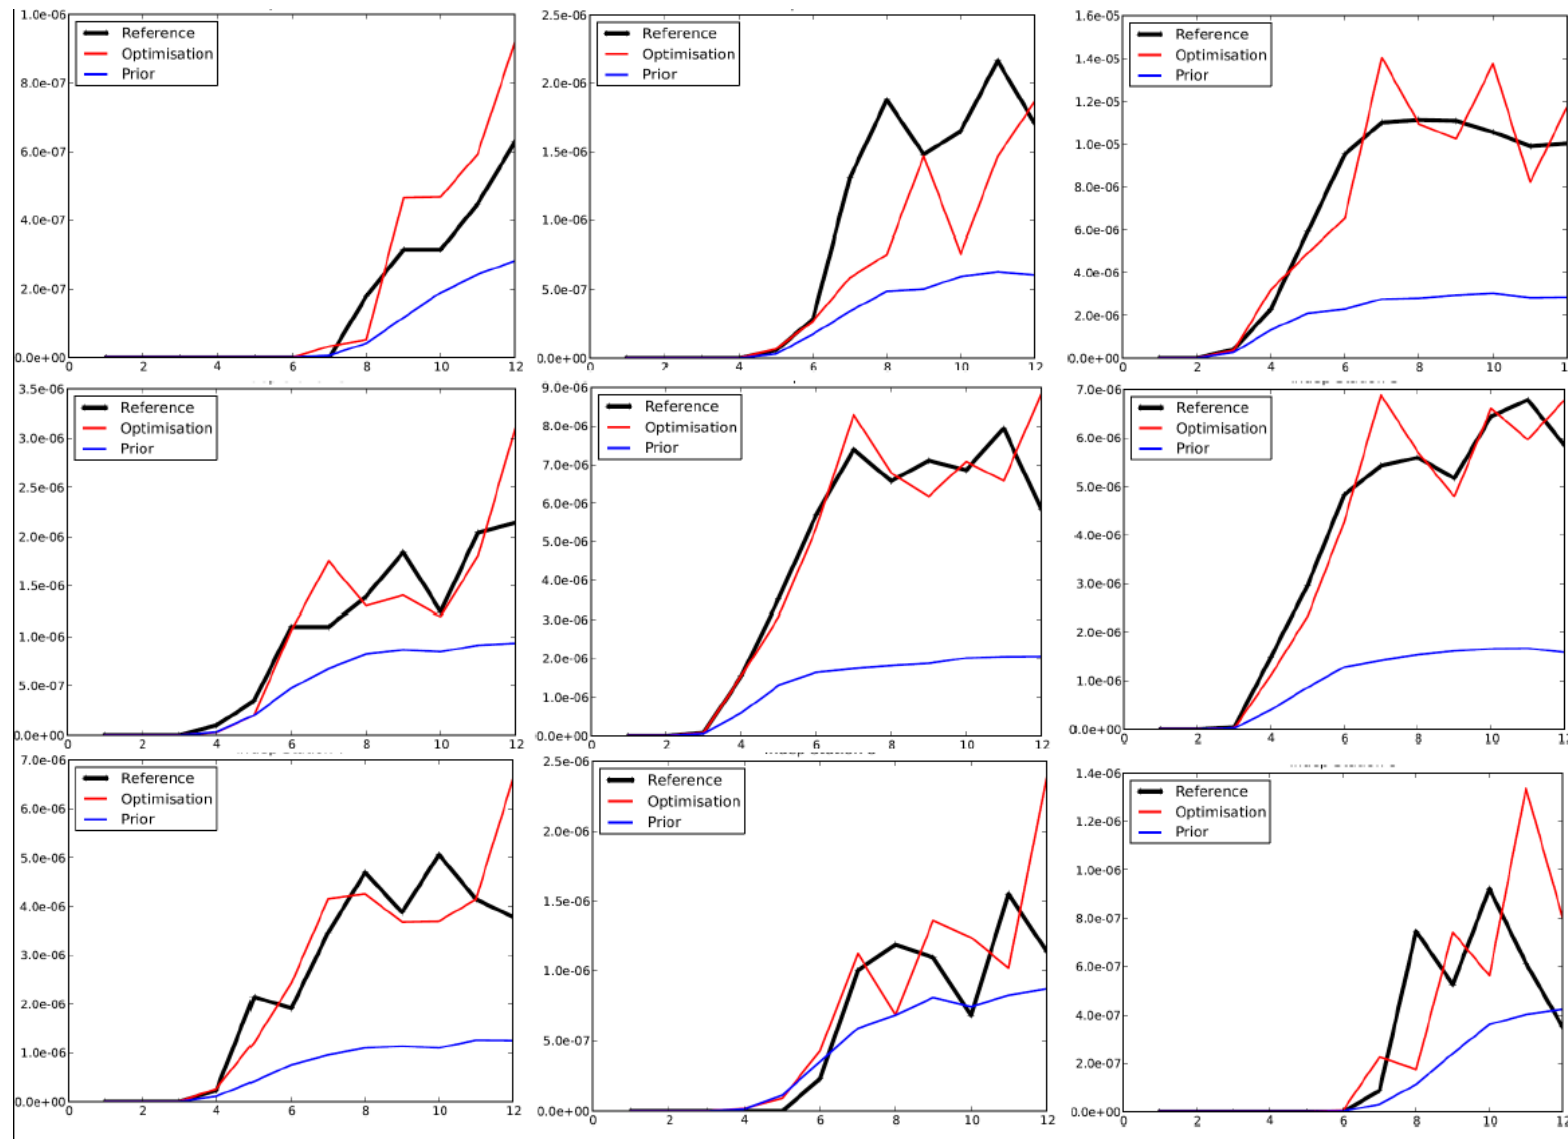 1.0e-06
8.0e-07
6.0e-07
4.0e-07
2.0e-07
0.0e+00
0 2 4 6 8 10 12
Reference
Optimisation
Prior
2.5e-06
2.0e-06
1.5e-06
1.0e-06
5.0e-07
0.0e+00
0 2 4 6 8 10 12
Reference
Optimisation
Prior
1.6e-05
1.4e-05
1.2e-05
1.0e-05
8.0e-06
6.0e-06
4.0e-06
2.0e-06
0.0e+00
0 2 4 6 8 10
Reference
Optimisation
Prior
3.5e-06
3.0e-06
2.5e-06
2.0e-06
1.5e-06
1.0e-06
5.0e-07
0.0e+00
0 2 4 6 8 10 12
Reference
Optimisation
Prior
9.0e-06
8.0e-06
7.0e-06
6.0e-06
5.0e-06
4.0e-06
3.0e-06
2.0e-06
1.0e-06
0.0e+00
0 2 4 6 8 10 12
Reference
Optimisation
Prior
7.0e-06
6.0e-06
5.0e-06
4.0e-06
3.0e-06
2.0e-06
1.0e-06
0.0e+00
0 2 4 6 8 10
Reference
Optimisation
Prior
7.0e-06
6.0e-06
5.0e-06
4.0e-06
3.0e-06
2.0e-06
1.0e-06
0.0e+00
0 2 4 6 8 10 12
Reference
Optimisation
Prior
2.5e-06
2.0e-06
1.5e-06
1.0e-06
5.0e-07
0.0e+00
0 2 4 6 8 10 12
Reference
Optimisation
Prior
1.4e-06
1.2e-06
1.0e-06
8.0e-07
6.0e-07
4.0e-07
2.0e-07
0.0e+00
0 2 4 6 8 10 12
Reference
Optimisation
Prior